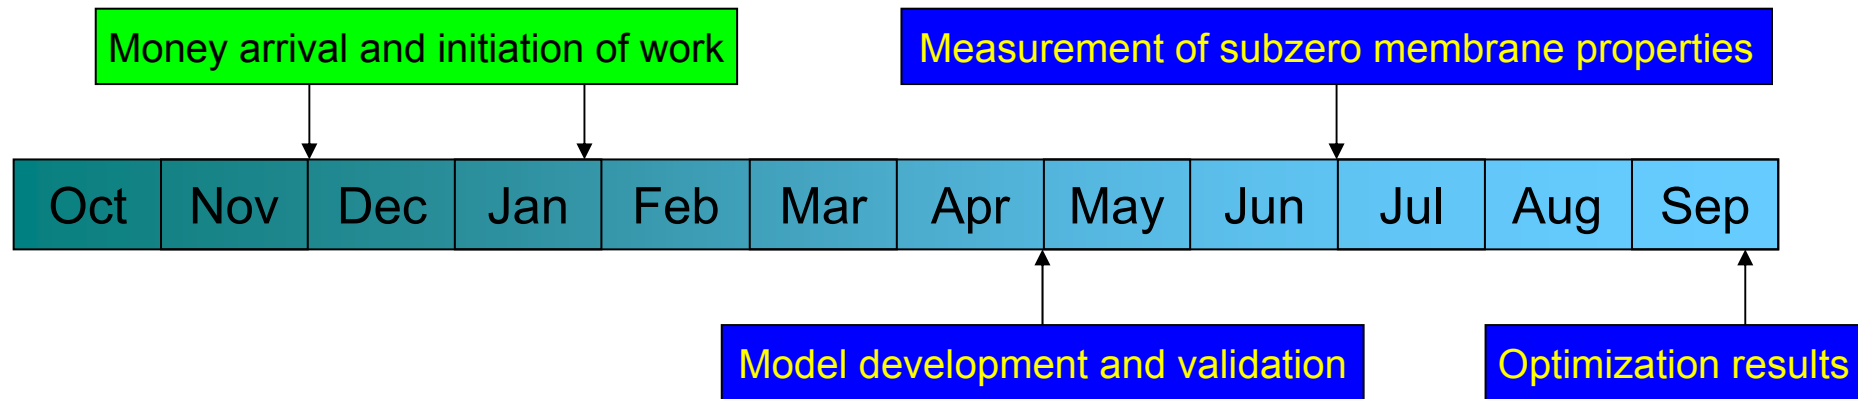 Money arrival and initiation of work
Measurement of subzero membrane properties
Oct Nov Dec Jan Feb Mar Apr May Jun Jul Aug Sep
Model development and validation
Optimization results